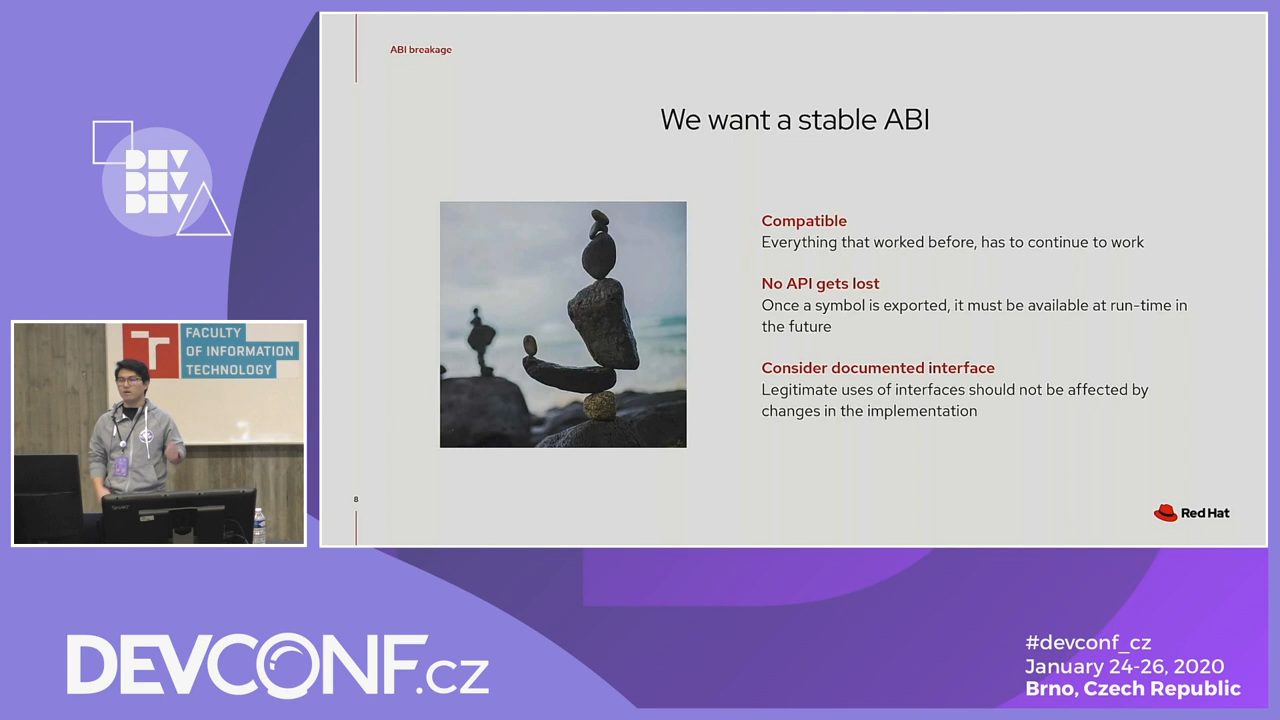 ABI breakage
We want a stable ABI
Compatible
Everything that worked before, has to continue to work
No API gets lost
Once a symbol is exported, it must be available at run-time in
the future
Consider documented interface
Legitimate uses of interfaces should not be affected by
changes in the implementation
8
Red Hat
DEV
DEV
DEV
FACULTY
OF INFORMATION
TECHNOLOGY
DEVCONF.cz
#devconf_cz
January 24-26, 2020
Brno, Czech Republic